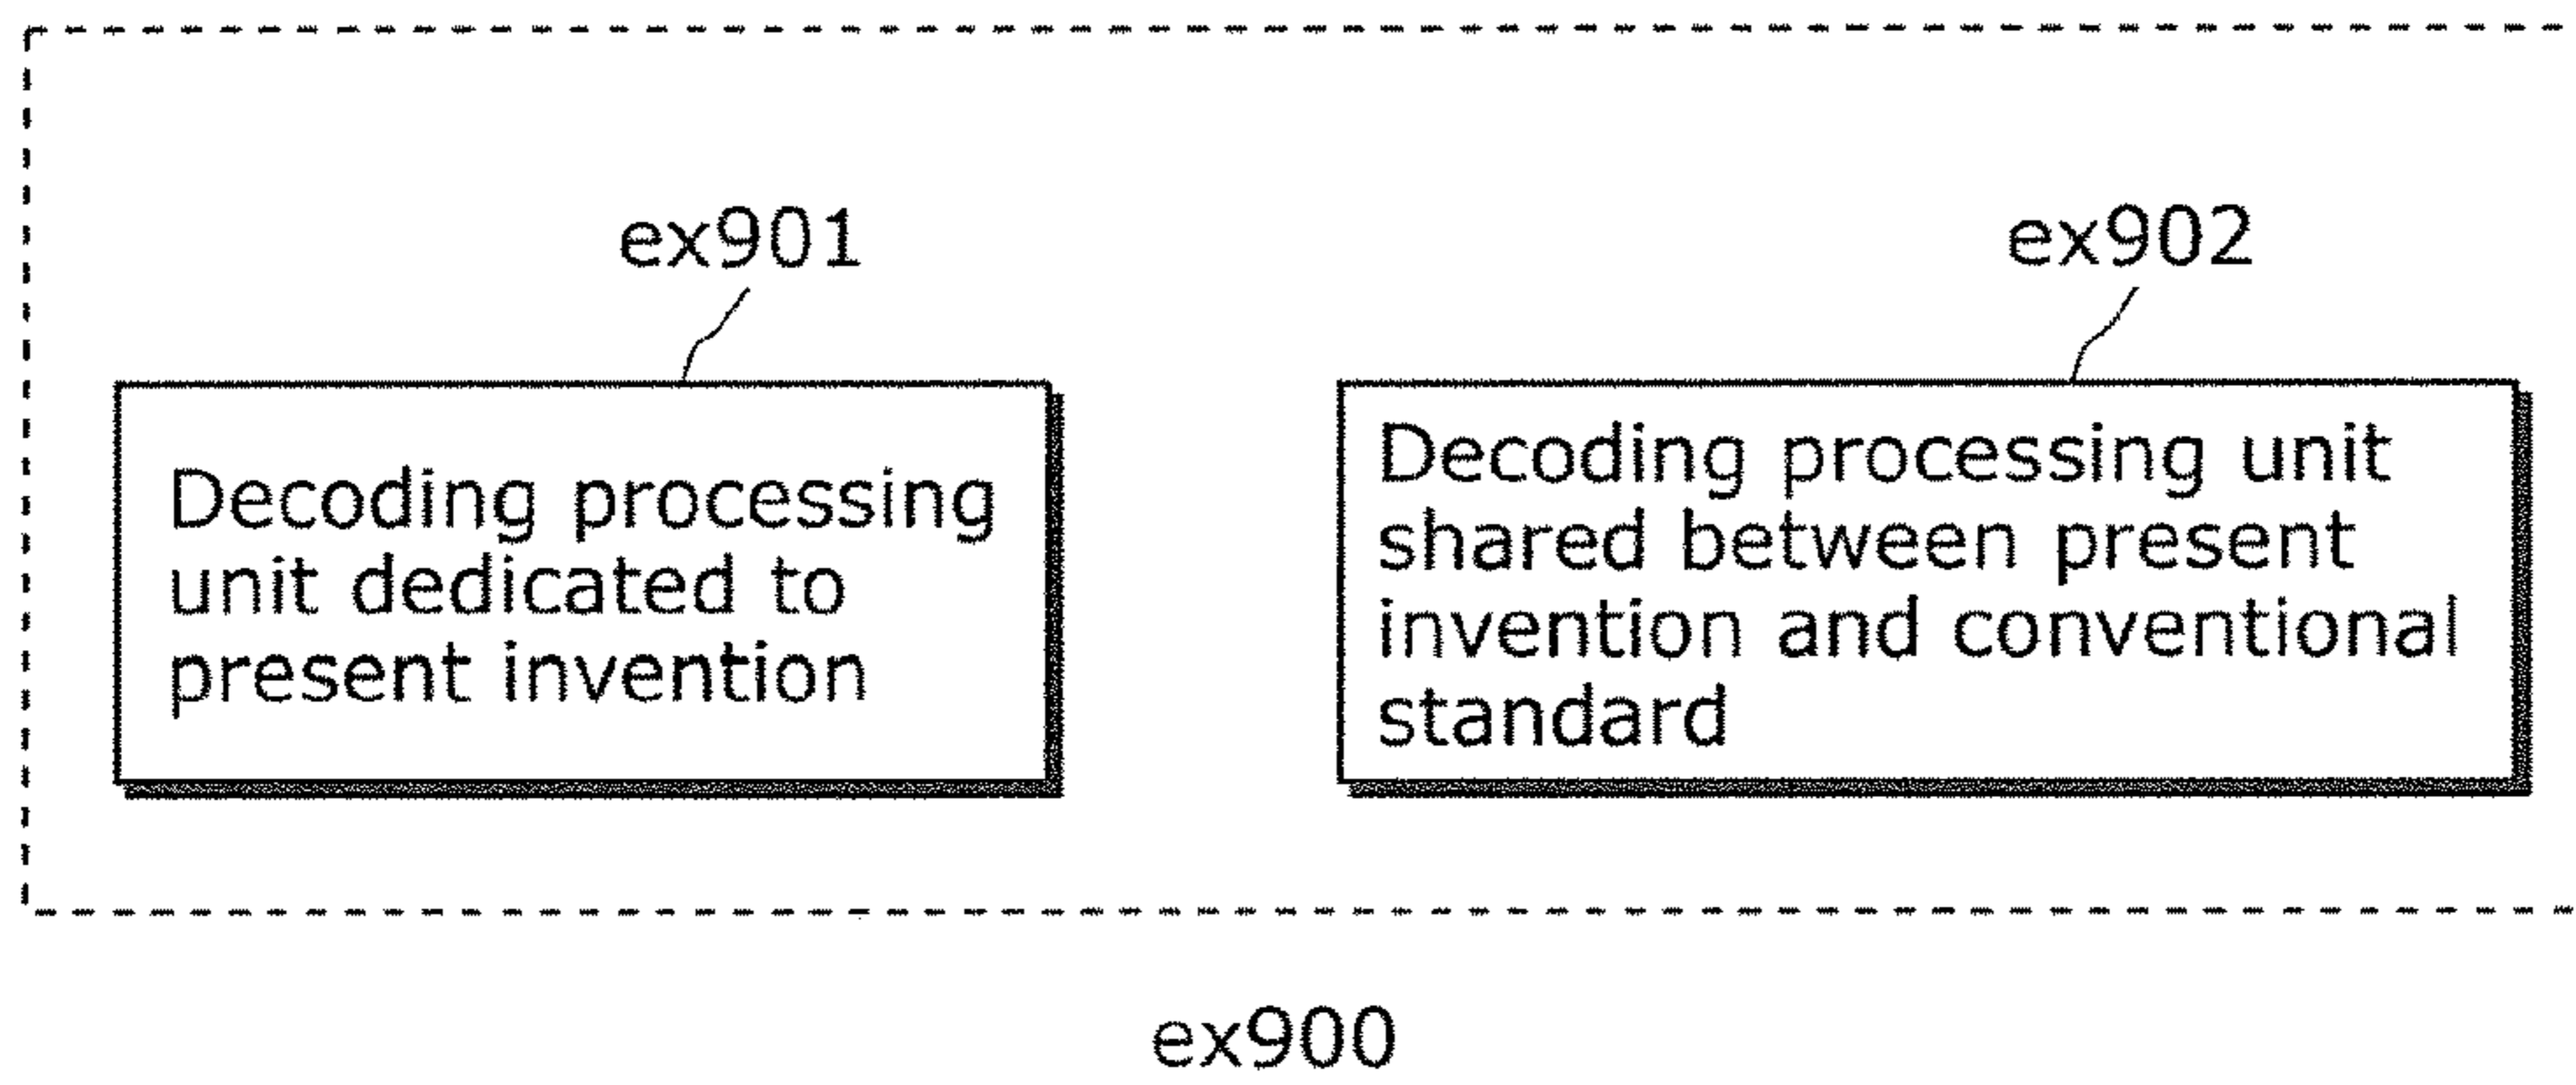 ex901
Decoding processing
unit dedicated to
present invention
ex902
Decoding processing unit
shared between present
invention and conventional
standard
ex900